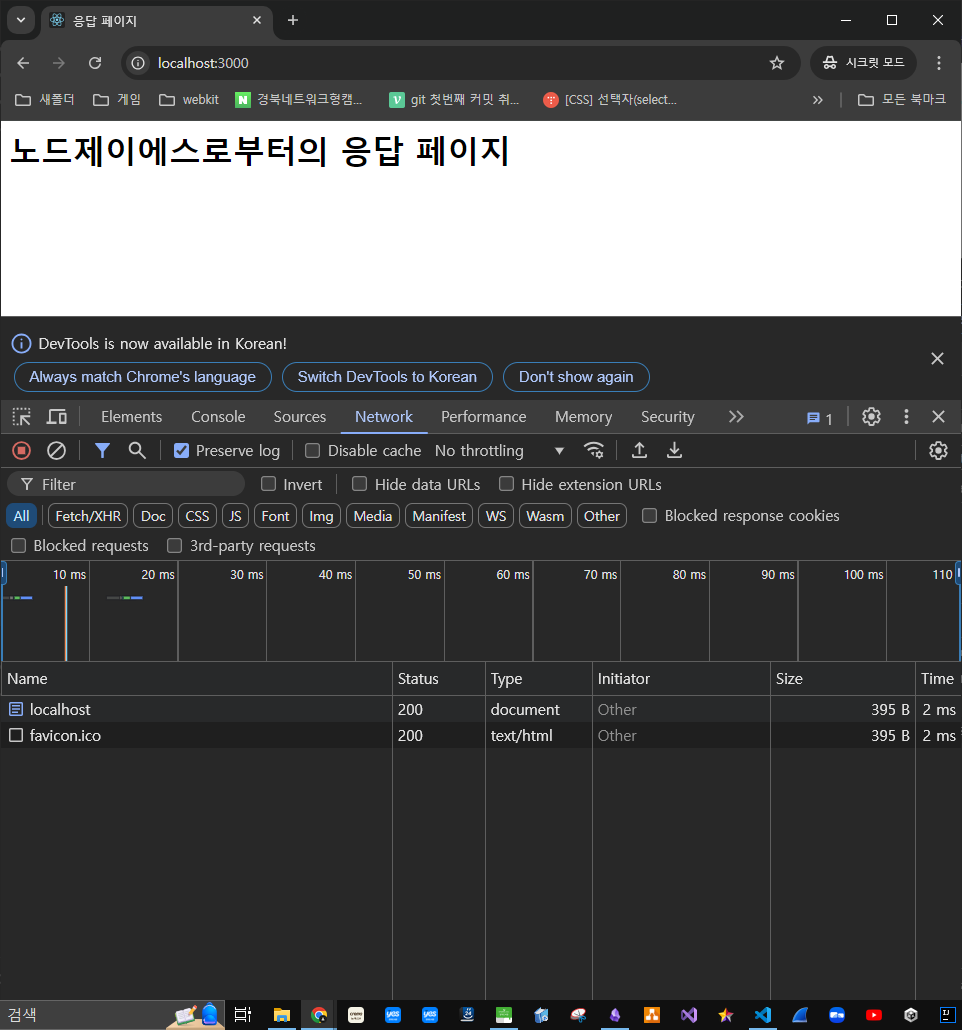 응답 페이지
localhost:3000
시크릿 모드
새폴더 게임 webkit 경북네트워크형캠... git 첫번째 커밋 취... [CSS] 선택자(select... » 모든 북마크
노드제이에스로부터의 응답 페이지
DevTools is now available in Korean!
Always match Chrome's language Switch DevTools to Korean Don't show again
Elements Console Sources Network Performance Memory Security 1
Preserve log Disable cache No throttling
Filter Invert Hide data URLs Hide extension URLs
All Fetch/XHR Doc CSS JS Font Img Media Manifest WS Wasm Other Blocked response cookies
Blocked requests 3rd-party requests
10 ms 20 ms 30 ms 40 ms 50 ms 60 ms 70 ms 80 ms 90 ms 100 ms 110
Name Status Type Initiator Size Time
localhost 200 document Other 395 B 2 ms
favicon.ico 200 text/html Other 395 B 2 ms
검색